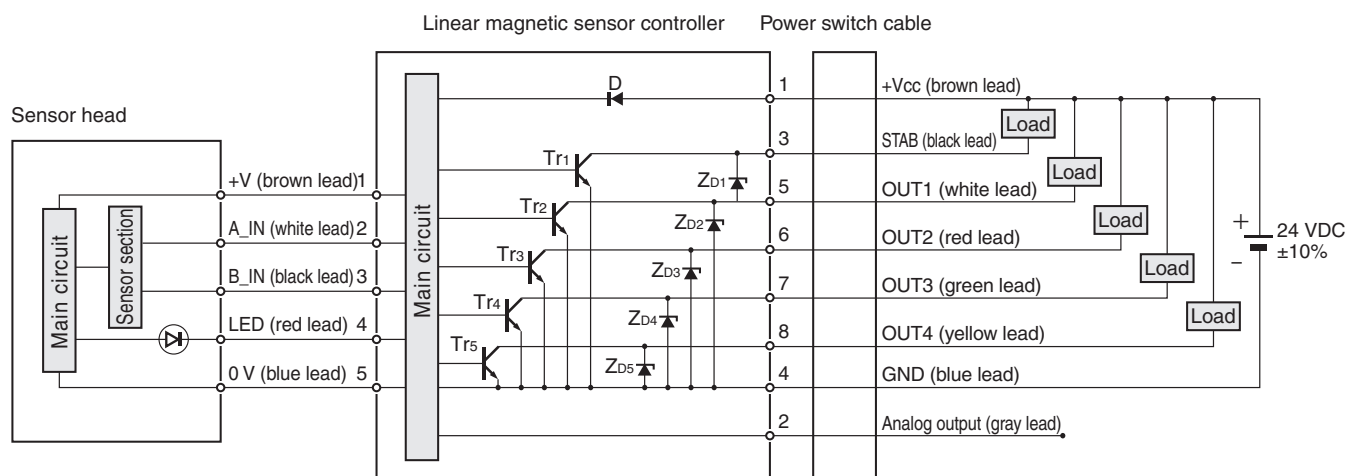 Linear magnetic sensor controller
Power switch cable
Sensor head
Main circuit
Sensor section
+V (brown lead) 1
A_IN (white lead) 2
B_IN (black lead) 3
LED (red lead) 4
0 V (blue lead) 5
Main circuit
D
Tr1
Tr2
Tr3
Tr4
Tr5
ZD1
ZD2
ZD3
ZD4
ZD5
1 +Vcc (brown lead)
3 STAB (black lead)
5 OUT1 (white lead)
6 OUT2 (red lead)
7 OUT3 (green lead)
8 OUT4 (yellow lead)
4 GND (blue lead)
2 Analog output (gray lead)
Load
Load
Load
Load
Load
+
24 VDC
±10%
−